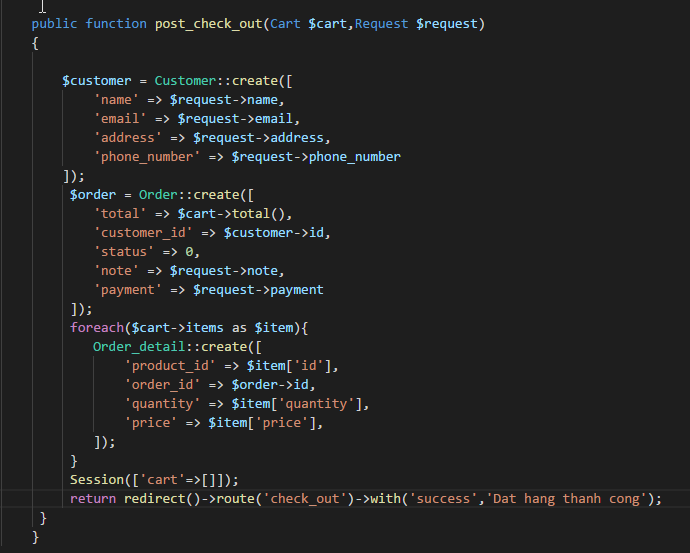 public function post_check_out(Cart $cart,Request $request)
{
$customer = Customer::create([
'name' => $request->name,
'email' => $request->email,
'address' => $request->address,
'phone_number' => $request->phone_number
]);
$order = Order::create([
'total' => $cart->total(),
'customer_id' => $customer->id,
'status' => 0,
'note' => $request->note,
'payment' => $request->payment
]);
foreach($cart->items as $item){
Order_detail::create([
'product_id' => $item['id'],
'order_id' => $order->id,
'quantity' => $item['quantity'],
'price' => $item['price'],
]);
}
Session(['cart'=>[]]);
return redirect()->route('check_out')->with('success','Dat hang thanh cong');
}
}